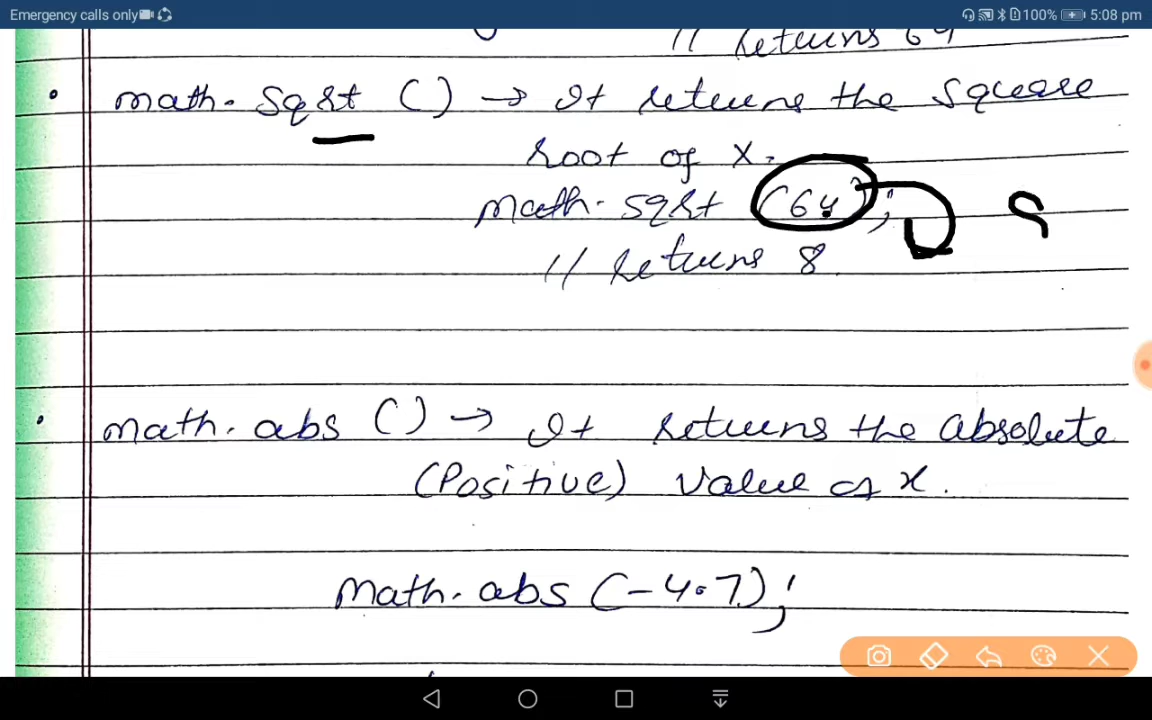 Emergency calls only 100% 5:08 pm
// returns 64
• math. sqrt () → It returns the square
root of x.
math. sqrt (64);
// returns 8.
• math. abs () → It returns the absolute
(Positive) value of x.
math. abs (-4.7);